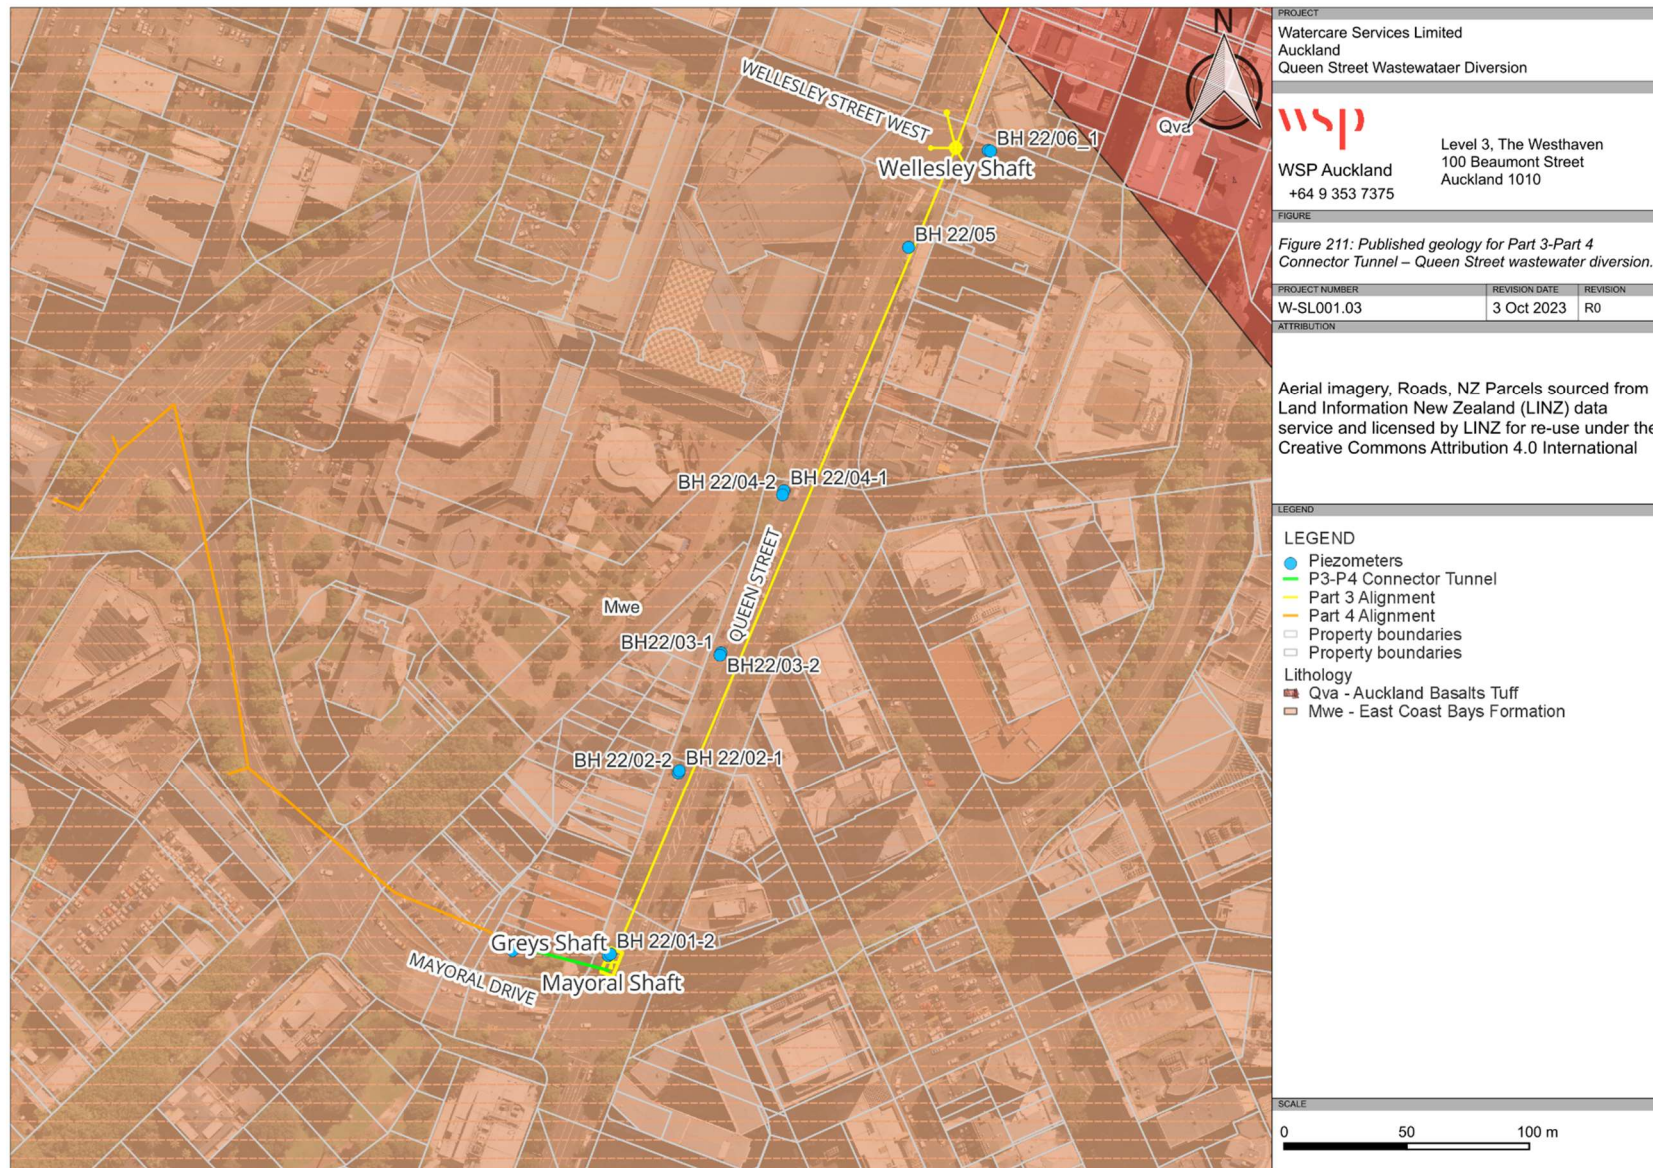 WELLESLEY STREET WEST
N
Qva
BH 22/06_1
Wellesley Shaft
BH 22/05
BH 22/04-2
BH 22/04-1
QUEEN STREET
Mwe
BH22/03-1
BH22/03-2
BH 22/02-2
BH 22/02-1
Greys Shaft
BH 22/01-2
MAYORAL DRIVE
Mayoral Shaft
PROJECT
Watercare Services Limited
Auckland
Queen Street Wastewataer Diversion
wsp
WSP Auckland
+64 9 353 7375
Level 3, The Westhaven
100 Beaumont Street
Auckland 1010
FIGURE
Figure 211: Published geology for Part 3-Part 4
Connector Tunnel – Queen Street wastewater diversion.
PROJECT NUMBER
REVISION DATE
REVISION
W-SL001.03
3 Oct 2023
R0
ATTRIBUTION
Aerial imagery, Roads, NZ Parcels sourced from
Land Information New Zealand (LINZ) data
service and licensed by LINZ for re-use under the
Creative Commons Attribution 4.0 International
LEGEND
LEGEND
Piezometers
P3-P4 Connector Tunnel
Part 3 Alignment
Part 4 Alignment
Property boundaries
Property boundaries
Lithology
Qva - Auckland Basalts Tuff
Mwe - East Coast Bays Formation
SCALE
0 50 100 m